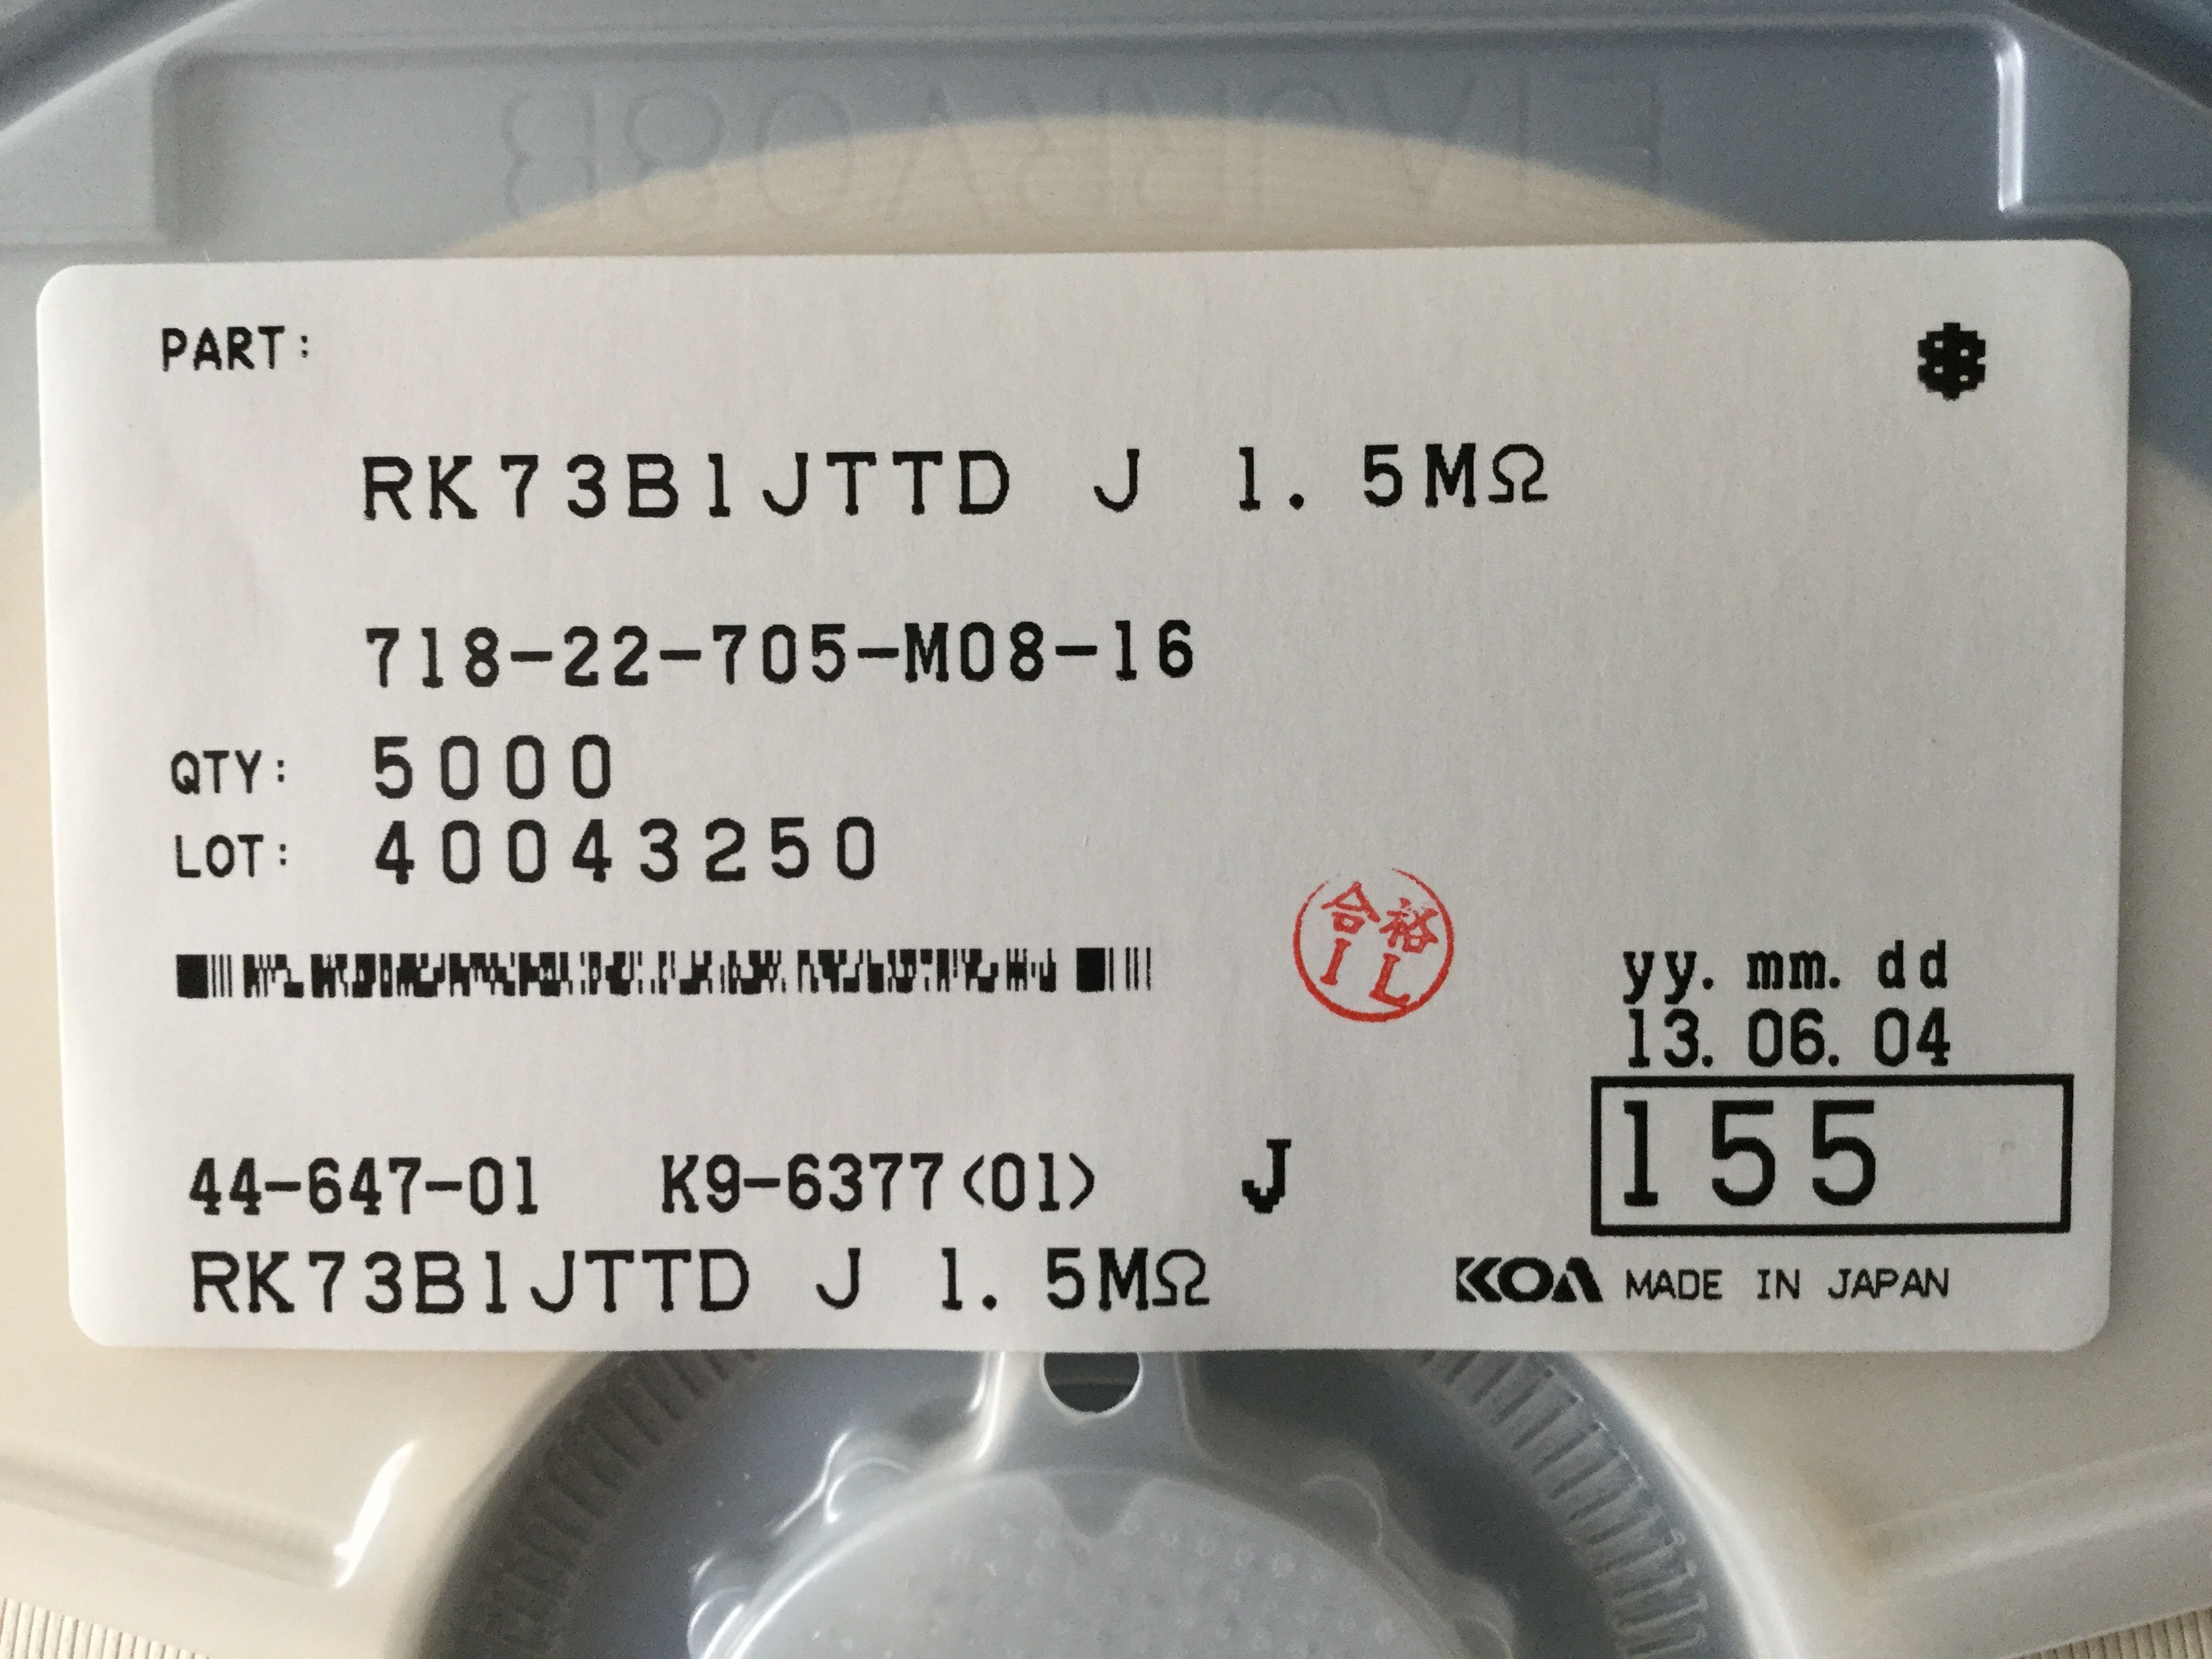 PART:
RK73B1JTTD J 1.5MΩ
718-22-705-M08-16
QTY: 5000
LOT: 40043250
合格
I L
yy. mm. dd
13. 06. 04
155
44-647-01 K9-6377<01> J
RK73B1JTTD J 1.5MΩ
KOA MADE IN JAPAN